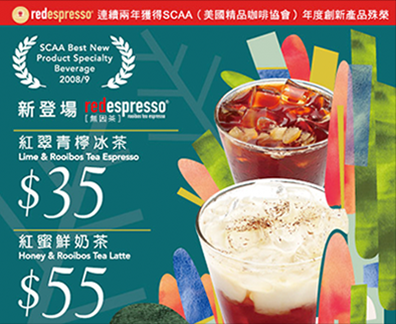 redespresso® 連續兩年獲得SCAA（美國精品咖啡協會）年度創新產品殊榮
SCAA Best New
Product Specialty
Beverage
2008/9
新登場 redespresso®
[無因茶] rooibos espresso tea
紅翠青檸冰茶
Lime & Rooibos Tea Espresso
$35
紅蜜鮮奶茶
Honey & Rooibos Tea Latte
$55